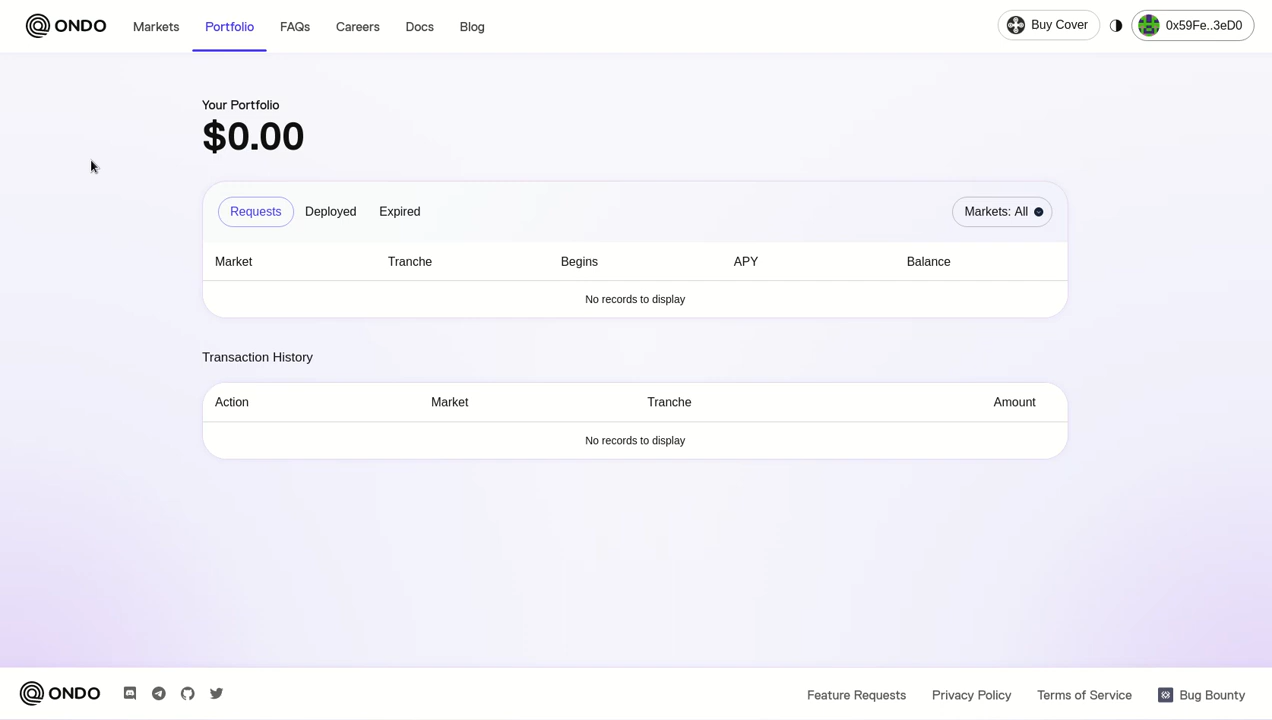 ONDO Markets Portfolio FAQs Careers Docs Blog Buy Cover 0x59Fe..3eD0
Your Portfolio
$0.00
Requests Deployed Expired Markets: All
Market Tranche Begins APY Balance
No records to display
Transaction History
Action Market Tranche Amount
No records to display
ONDO Feature Requests Privacy Policy Terms of Service Bug Bounty